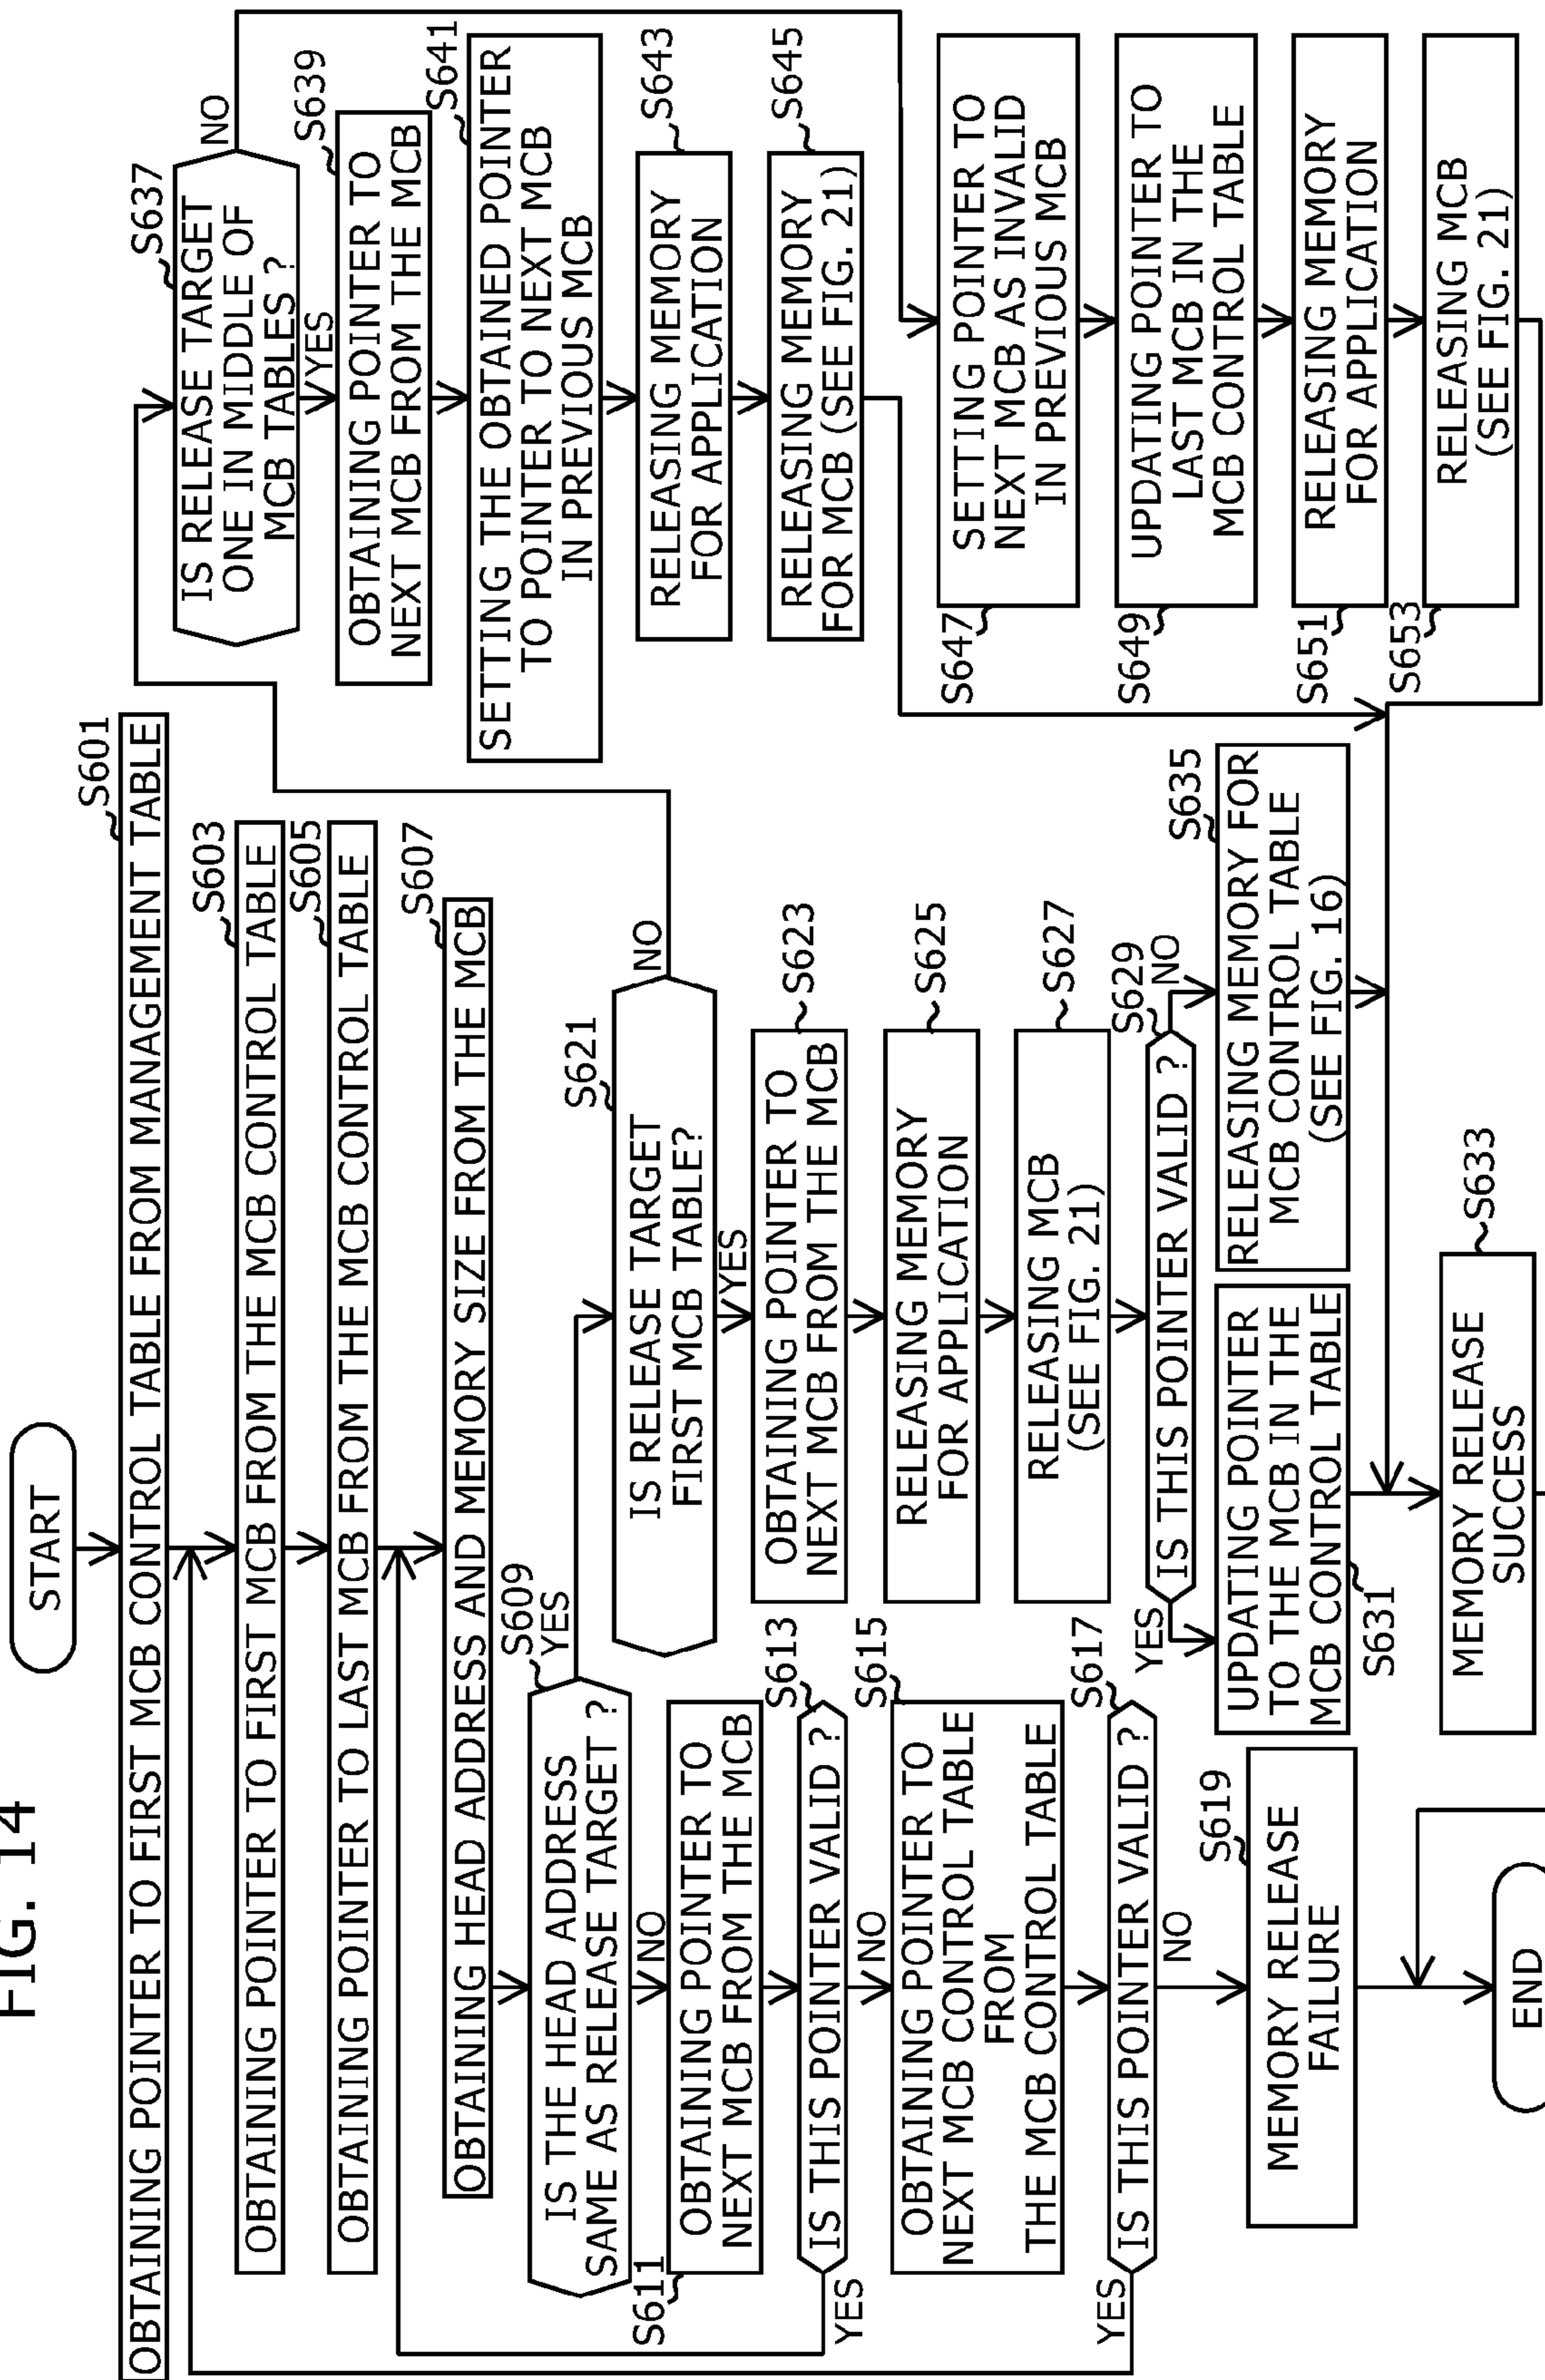 FIG. 14
START
S601
OBTAINING POINTER TO FIRST MCB CONTROL TABLE FROM MANAGEMENT TABLE
S603
OBTAINING POINTER TO FIRST MCB FROM THE MCB CONTROL TABLE
S605
OBTAINING POINTER TO LAST MCB FROM THE MCB CONTROL TABLE
S607
OBTAINING HEAD ADDRESS AND MEMORY SIZE FROM THE MCB
S609
IS THE HEAD ADDRESS
SAME AS RELEASE TARGET ?
YES
NO
S611
OBTAINING POINTER TO
NEXT MCB FROM THE MCB
S613
IS THIS POINTER VALID ?
YES
NO
S615
OBTAINING POINTER TO
NEXT MCB CONTROL TABLE
FROM
THE MCB CONTROL TABLE
S617
IS THIS POINTER VALID ?
YES
NO
S619
MEMORY RELEASE
FAILURE
END
S621
IS RELEASE TARGET
FIRST MCB TABLE?
NO
YES
S623
OBTAINING POINTER TO
NEXT MCB FROM THE MCB
S625
RELEASING MEMORY
FOR APPLICATION
S627
RELEASING MCB
(SEE FIG. 21)
S629
IS THIS POINTER VALID ?
YES
NO
UPDATING POINTER
TO THE MCB IN THE
MCB CONTROL TABLE
S631
S635
RELEASING MEMORY FOR
MCB CONTROL TABLE
(SEE FIG. 16)
S633
MEMORY RELEASE
SUCCESS
S637
IS RELEASE TARGET
ONE IN MIDDLE OF
MCB TABLES ?
NO
YES
S639
OBTAINING POINTER TO
NEXT MCB FROM THE MCB
S641
SETTING THE OBTAINED POINTER
TO POINTER TO NEXT MCB
IN PREVIOUS MCB
S643
RELEASING MEMORY
FOR APPLICATION
S645
RELEASING MEMORY
FOR MCB (SEE FIG. 21)
S647
SETTING POINTER TO
NEXT MCB AS INVALID
IN PREVIOUS MCB
S649
UPDATING POINTER TO
LAST MCB IN THE
MCB CONTROL TABLE
S651
RELEASING MEMORY
FOR APPLICATION
S653
RELEASING MCB
(SEE FIG. 21)